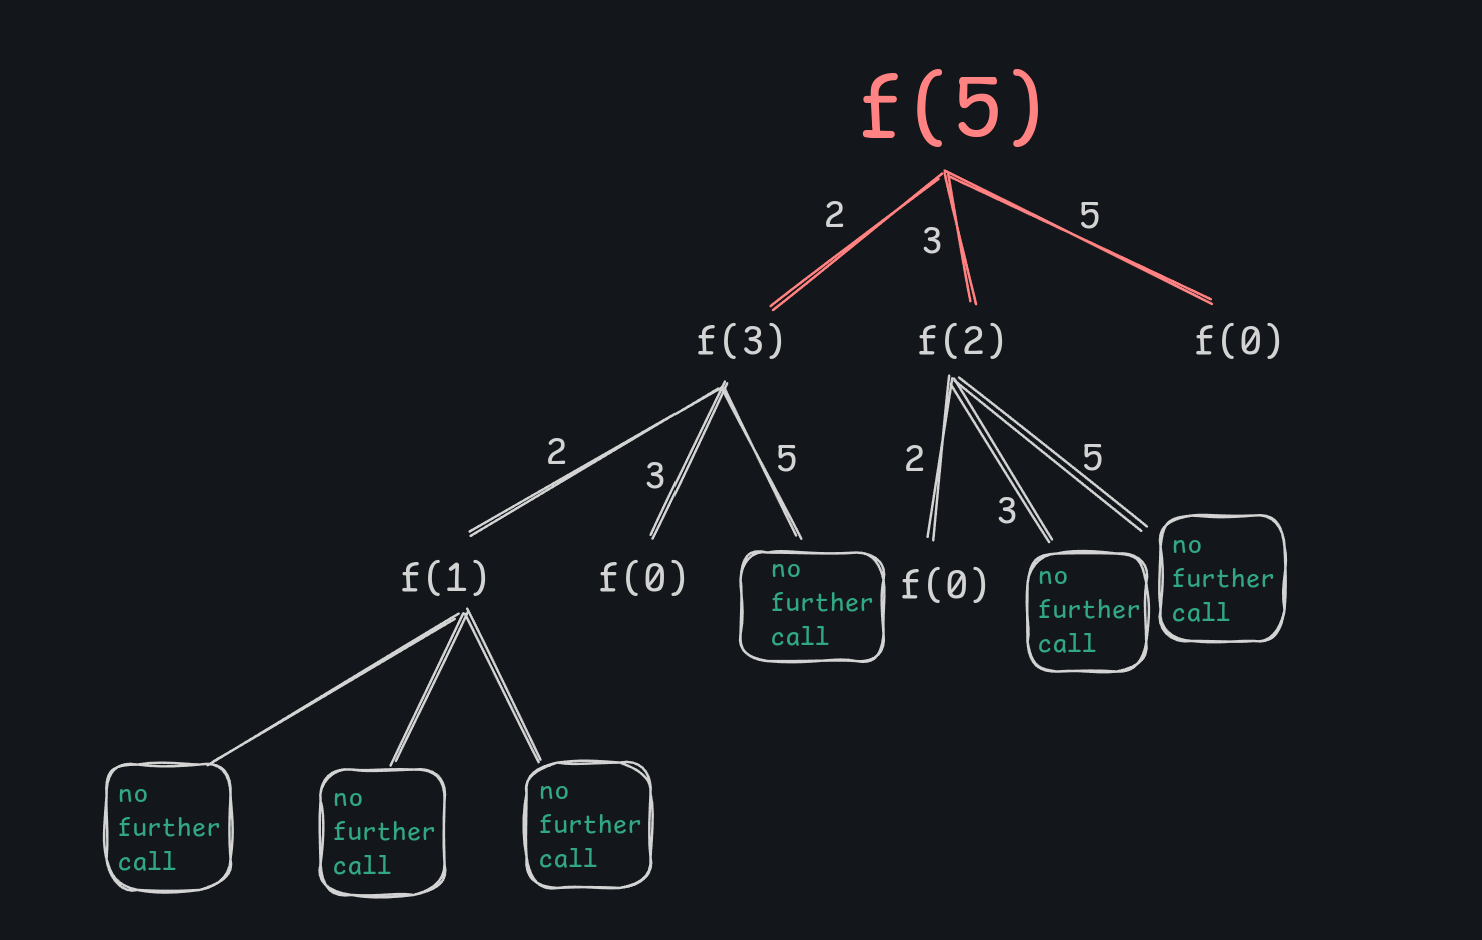 f(5)
2
3
5
f(3)
f(2)
f(0)
2
3
5
2
3
5
f(1)
f(0)
no
further
call
f(0)
no
further
call
no
further
call
no
further
call
no
further
call
no
further
call